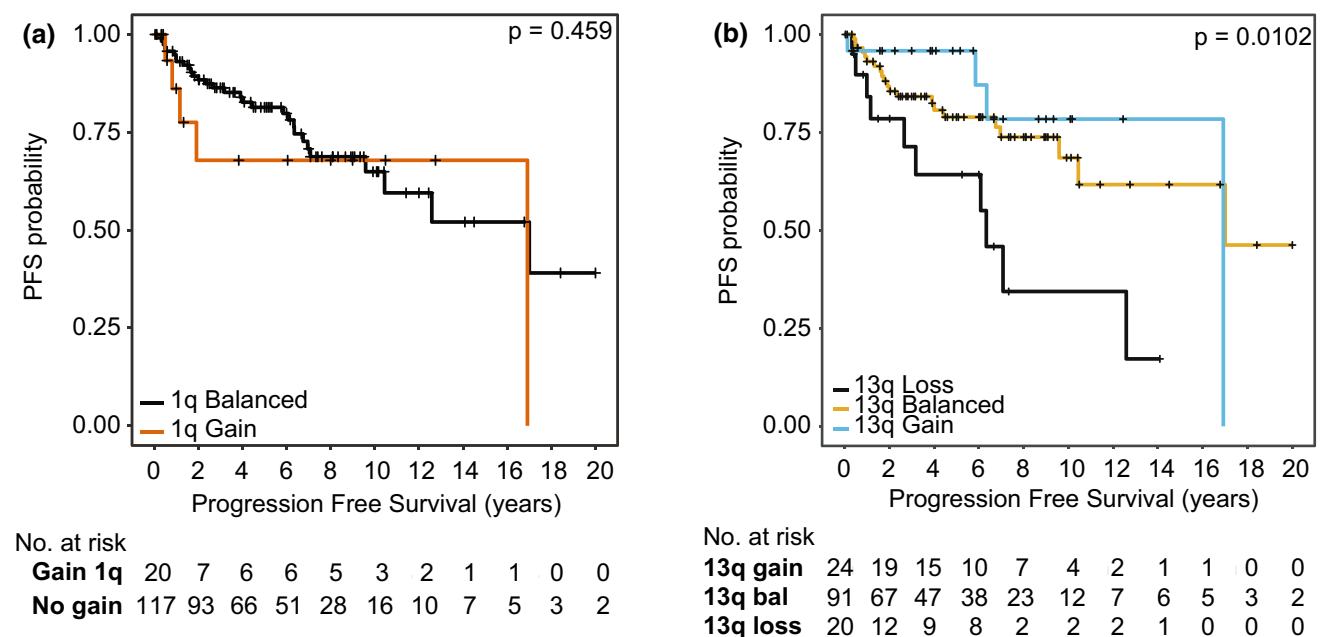 (a)
p = 0.459
PFS probability
1.00
0.75
0.50
0.25
0.00
1q Balanced
1q Gain
0 2 4 6 8 10 12 14 16 18 20
Progression Free Survival (years)
No. at risk
Gain 1q 20 7 6 6 5 3 2 1 1 0 0
No gain 117 93 66 51 28 16 10 7 5 3 2
(b)
p = 0.0102
PFS probability
1.00
0.75
0.50
0.25
0.00
13q Loss
13q Balanced
13q Gain
0 2 4 6 8 10 12 14 16 18 20
Progression Free Survival (years)
No. at risk
13q gain 24 19 15 10 7 4 2 1 1 0 0
13q bal 91 67 47 38 23 12 7 6 5 3 2
13q loss 20 12 9 8 2 2 2 1 0 0 0